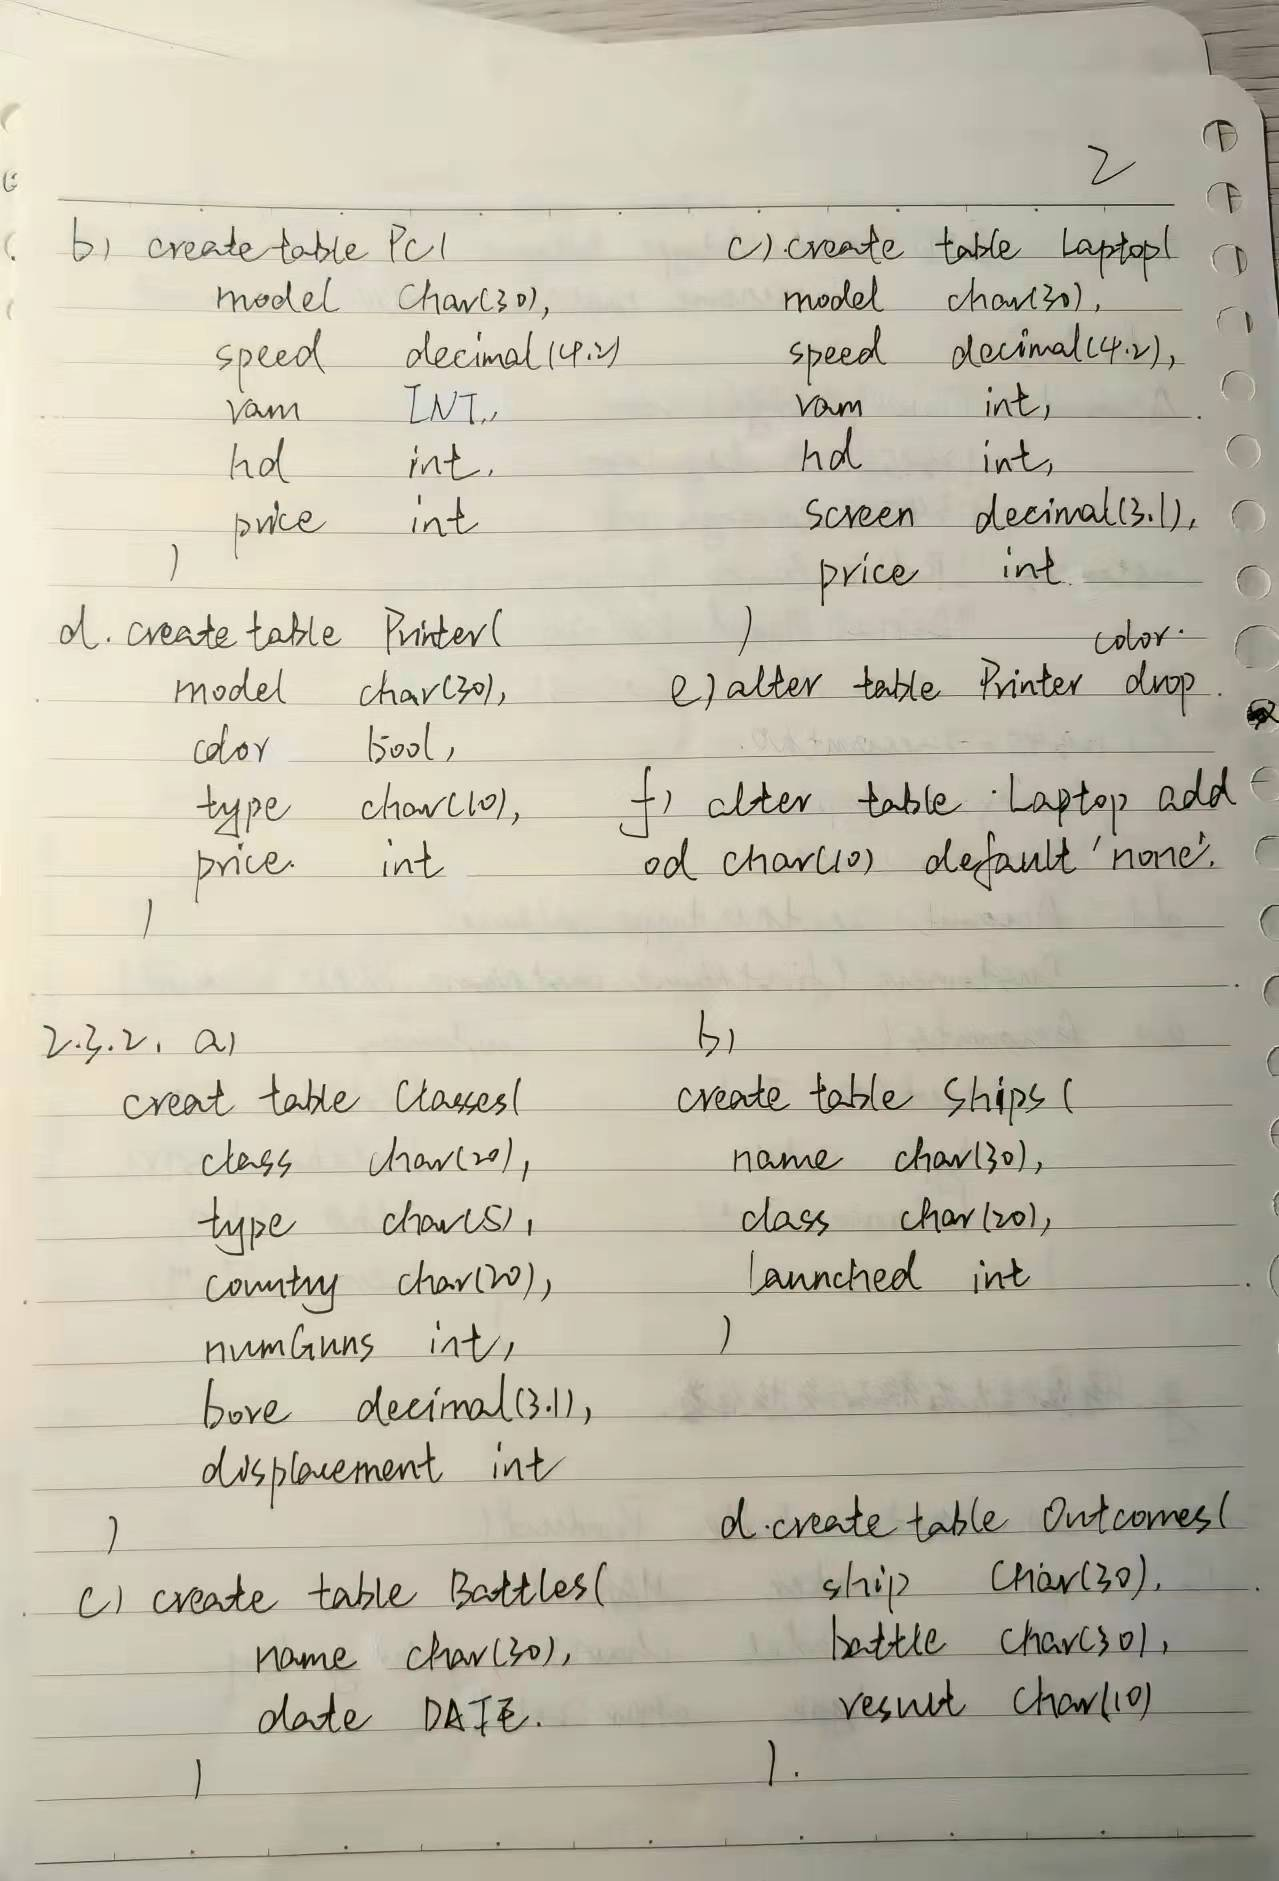 2
b) create table PC(
model char(30),
speed decimal(4.2)
ram INT,
hd int,
price int
)
c) create table Laptop(
model char(30),
speed decimal(4.2),
ram int,
hd int,
screen decimal(3.1),
price int
)
d. create table Printer(
model char(30),
color bool,
type char(10),
price. int
)
e) alter table Printer drop color.
f) alter table Laptop add
od char(10) default 'none'.
2.3.2. a)
creat table Classes(
class char(20),
type char(5),
country char(20),
numGuns int,
bore decimal(3.1),
displacement int
)
b)
create table Ships(
name char(30),
class char(20),
launched int
)
c) create table Battles(
name char(30),
date DATE.
)
d. create table Outcomes(
ship char(30),
battle char(30),
result char(10)
).